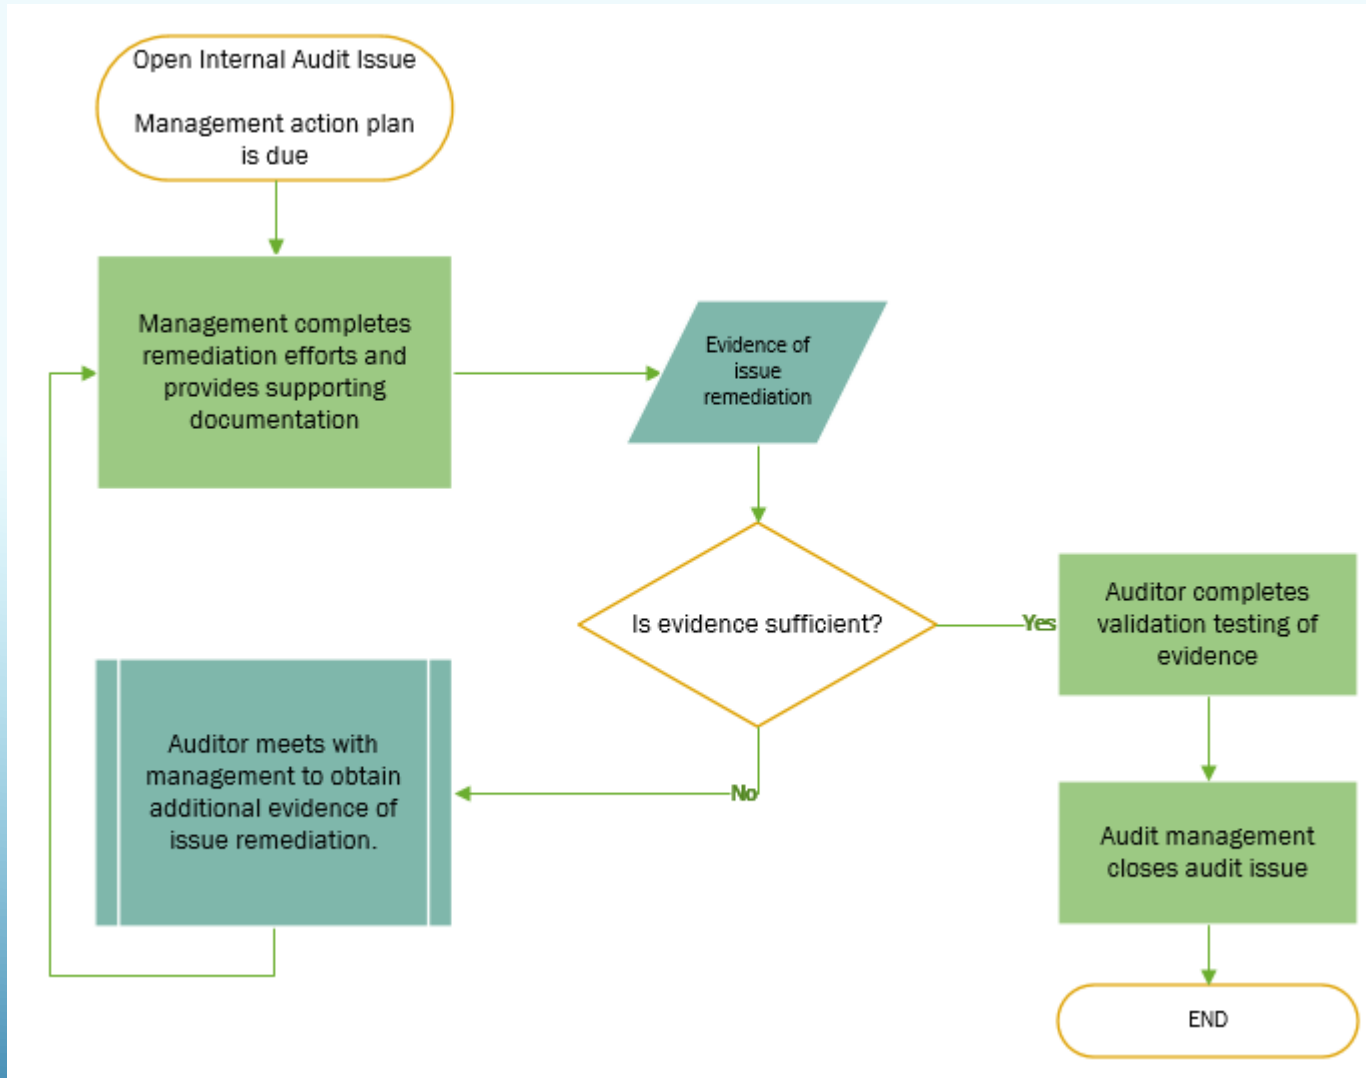 Open Internal Audit Issue
Management action plan
is due
Management completes
remediation efforts and
provides supporting
documentation
Evidence of
issue
remediation
Is evidence sufficient?
Yes
Auditor completes
validation testing of
evidence
No
Auditor meets with
management to obtain
additional evidence of
issue remediation.
Audit management
closes audit issue
END